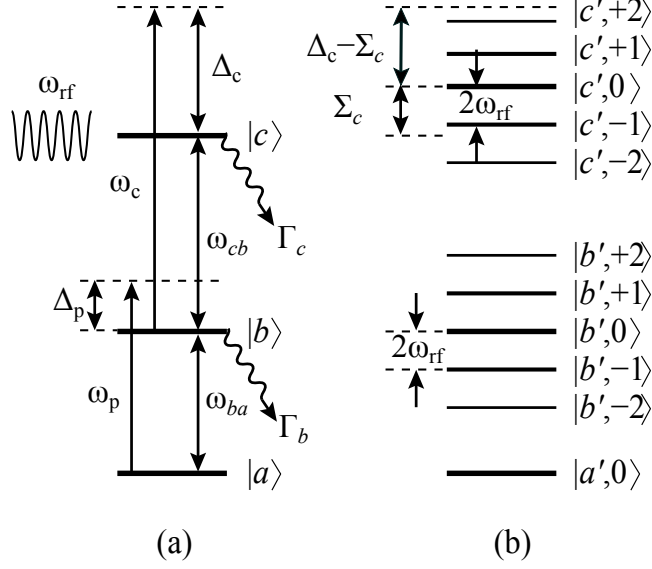 ω_rf
Δ_c
|c⟩
ω_c
Γ_c
ω_cb
Δ_p
|b⟩
ω_p
ω_ba
Γ_b
|a⟩
(a)
|c′,+2⟩
Δ_c−Σ_c
|c′,+1⟩
|c′,0⟩
2ω_rf
Σ_c
|c′,−1⟩
|c′,−2⟩
|b′,+2⟩
|b′,+1⟩
|b′,0⟩
2ω_rf
|b′,−1⟩
|b′,−2⟩
|a′,0⟩
(b)